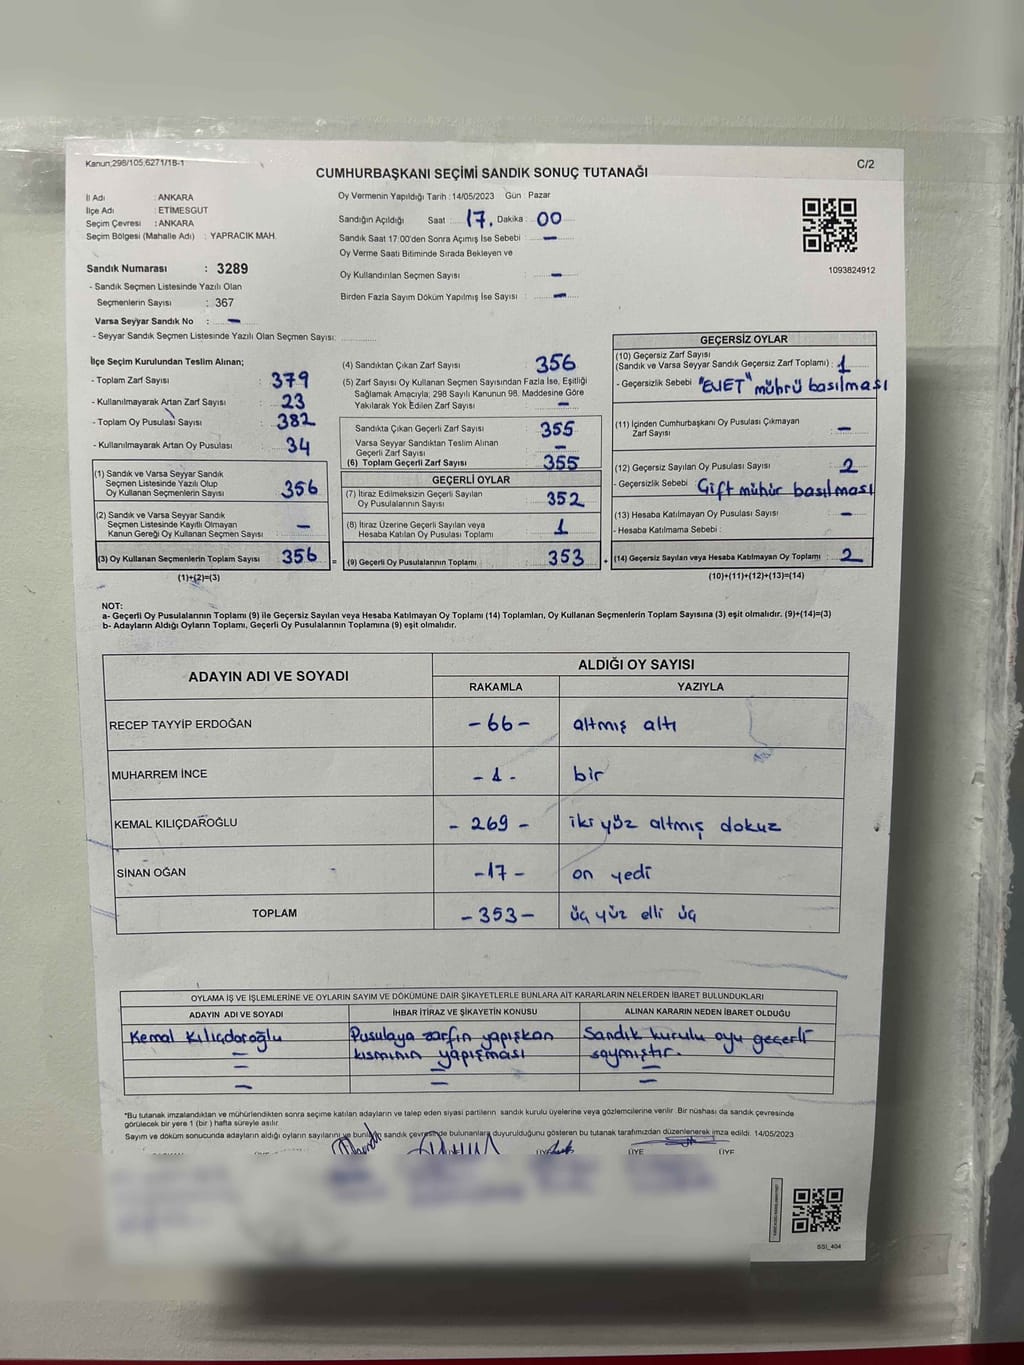 Kanun,298/105,6271/18-1
C/2
CUMHURBAŞKANI SEÇİMİ SANDIK SONUÇ TUTANAĞI
İl Adı : ANKARA
İlçe Adı : ETİMESGUT
Seçim Çevresi : ANKARA
Seçim Bölgesi (Mahalle Adı) : YAPRACIK MAH.
Sandık Numarası : 3289
- Sandık Seçmen Listesinde Yazılı Olan
Seçmenlerin Sayısı : 367
Varsa Seyyar Sandık No : –
- Seyyar Sandık Seçmen Listesinde Yazılı Olan Seçmen Sayısı:
Oy Vermenin Yapıldığı Tarih : 14/05/2023 Gün : Pazar
Sandığın Açıldığı Saat : 17. Dakika : 00
Sandık Saat 17:00'den Sonra Açımış İse Sebebi : –
Oy Verme Saati Bitiminde Sırada Bekleyen ve
Oy Kullandırılan Seçmen Sayısı : –
Birden Fazla Sayım Döküm Yapılmış İse Sayısı : –
1093824912
İlçe Seçim Kurulundan Teslim Alınan;
- Toplam Zarf Sayısı : 379
- Kullanılmayarak Artan Zarf Sayısı : 23
- Toplam Oy Pusulası Sayısı : 382
- Kullanılmayarak Artan Oy Pusulası : 34
(1) Sandık ve Varsa Seyyar Sandık
Seçmen Listesinde Yazılı Olup
Oy Kullanan Seçmenlerin Sayısı : 356
(2) Sandık ve Varsa Seyyar Sandık
Seçmen Listesinde Kayıtlı Olmayan
Kanun Gereği Oy Kullanan Seçmen Sayısı : –
(3) Oy Kullanan Seçmenlerin Toplam Sayısı : 356 =
(1)+(2)=(3)
(4) Sandıktan Çıkan Zarf Sayısı : 356
(5) Zarf Sayısı Oy Kullanan Seçmen Sayısından Fazla İse, Eşitliği
Sağlamak Amacıyla; 298 Sayılı Kanunun 98. Maddesine Göre
Yakılarak Yok Edilen Zarf Sayısı : –
Sandıkta Çıkan Geçerli Zarf Sayısı : 355
Varsa Seyyar Sandıktan Teslim Alınan
Geçerli Zarf Sayısı : –
(6) Toplam Geçerli Zarf Sayısı : 355
GEÇERLİ OYLAR
(7) İtiraz Edilmeksizin Geçerli Sayılan
Oy Pusulalarının Toplamı : 352
(8) İtiraz Üzerine Geçerli Sayılan veya
Hesaba Katılan Oy Pusulası Toplamı : 1
(9) Geçerli Oy Pusulalarının Toplamı : 353 +
GEÇERSİZ OYLAR
(10) Geçersiz Zarf Sayısı
(Sandık ve Varsa Seyyar Sandık Geçersiz Zarf Toplamı) : 1
- Geçersizlik Sebebi : "EVET" mührü basılması
(11) İçinden Cumhurbaşkanı Oy Pusulası Çıkmayan
Zarf Sayısı : –
(12) Geçersiz Sayılan Oy Pusulası Sayısı : 2
- Geçersizlik Sebebi : Çift mühür basılması
(13) Hesaba Katılmayan Oy Pusulası Sayısı : –
- Hesaba Katılmama Sebebi :
(14) Geçersiz Sayılan veya Hesaba Katılmayan Oy Toplamı : 2
(10)+(11)+(12)+(13)=(14)
NOT:
a- Geçerli Oy Pusulalarının Toplamı (9) ile Geçersiz Sayılan veya Hesaba Katılmayan Oy Toplamı (14) Toplamları, Oy Kullanan Seçmenlerin Toplam Sayısına (3) eşit olmalıdır. (9)+(14)=(3)
b- Adayların Aldığı Oyların Toplamı, Geçerli Oy Pusulalarının Toplamına (9) eşit olmalıdır.
ADAYIN ADI VE SOYADI
ALDIĞI OY SAYISI
RAKAMLA YAZIYLA
RECEP TAYYİP ERDOĞAN -66- altmış altı
MUHARREM İNCE -1- bir
KEMAL KILIÇDAROĞLU -269- iki yüz altmış dokuz
SİNAN OĞAN -17- on yedi
TOPLAM -353- üç yüz elli üç
OYLAMA İŞ VE İŞLEMLERİNE VE OYLARIN SAYIM VE DÖKÜMÜNE DAİR ŞİKAYETLERLE BUNLARA AİT KARARLARIN NELERDEN İBARET BULUNDUKLARI
ADAYIN ADI VE SOYADI İHBAR İTİRAZ VE ŞİKAYETİN KONUSU ALINAN KARARIN NEDEN İBARET OLDUĞU
Kemal Kılıçdaroğlu Pusulaya zarfın yapışkan Sandık kurulu oyu geçerli
– kısmının yapışması saymıştır.
– – –
– – –
*Bu tutanak imzalandıktan ve mühürlendikten sonra seçime katılan adayların ve talep eden siyasi partilerin sandık kurulu üyelerine veya gözlemcilerine verilir. Bir nüshası da sandık çevresinde
görülecek bir yere 1 (bir) hafta süreyle asılır.
Sayım ve döküm sonucunda adayların aldığı oyların sayılarını ve bunların sandık çevresinde bulunanlara duyurulduğunu gösteren bu tutanak tarafımızdan düzenlenerek imza edildi. 14/05/2023
ÜYE ÜYE ÜYE
SSI_404